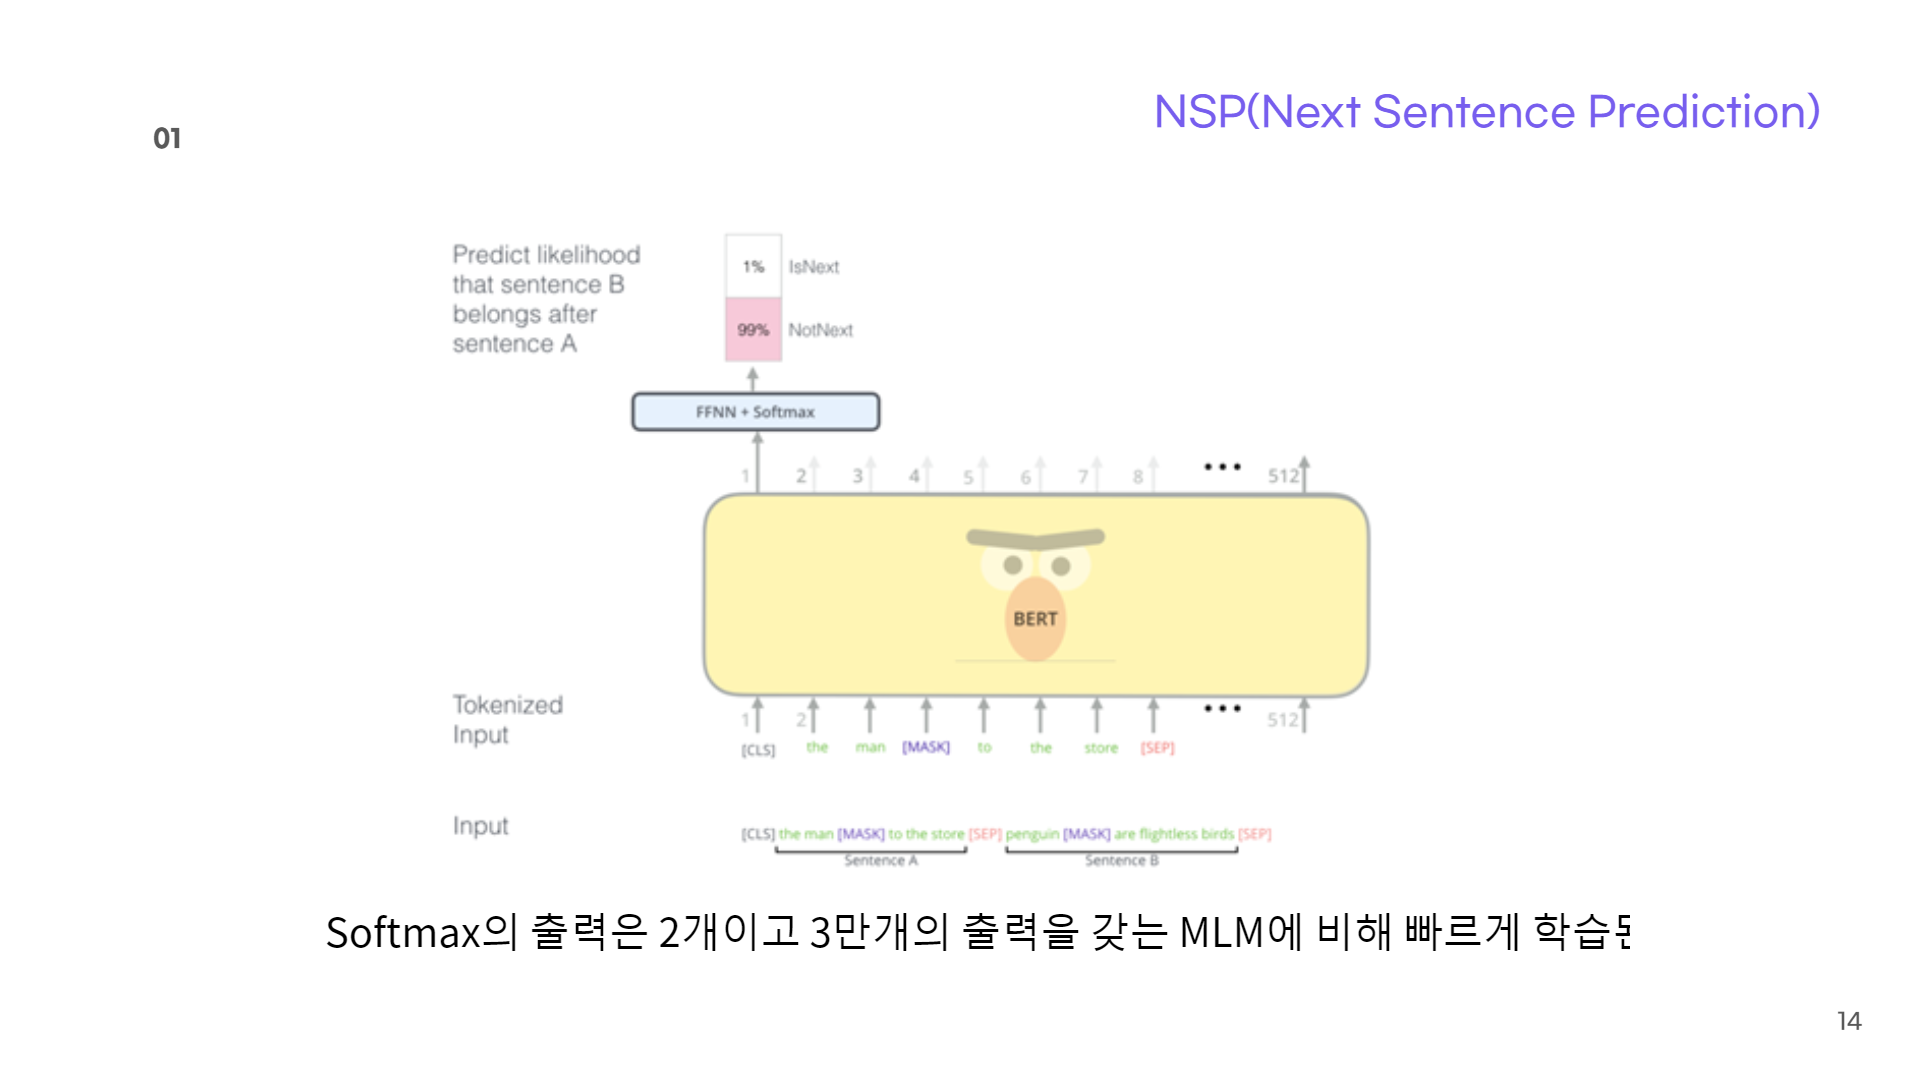 01
NSP(Next Sentence Prediction)
Predict likelihood
that sentence B
belongs after
sentence A
1% IsNext
99% NotNext
FFNN + Softmax
1 2 3 4 5 6 7 8 ••• 512
BERT
Tokenized
Input
1 2 ••• 512
[CLS] the man [MASK] to the store [SEP]
Input
[CLS] the man [MASK] to the store [SEP] penguin [MASK] are flightless birds [SEP]
Sentence A Sentence B
Softmax의 출력은 2개이고 3만개의 출력을 갖는 MLM에 비해 빠르게 학습
14